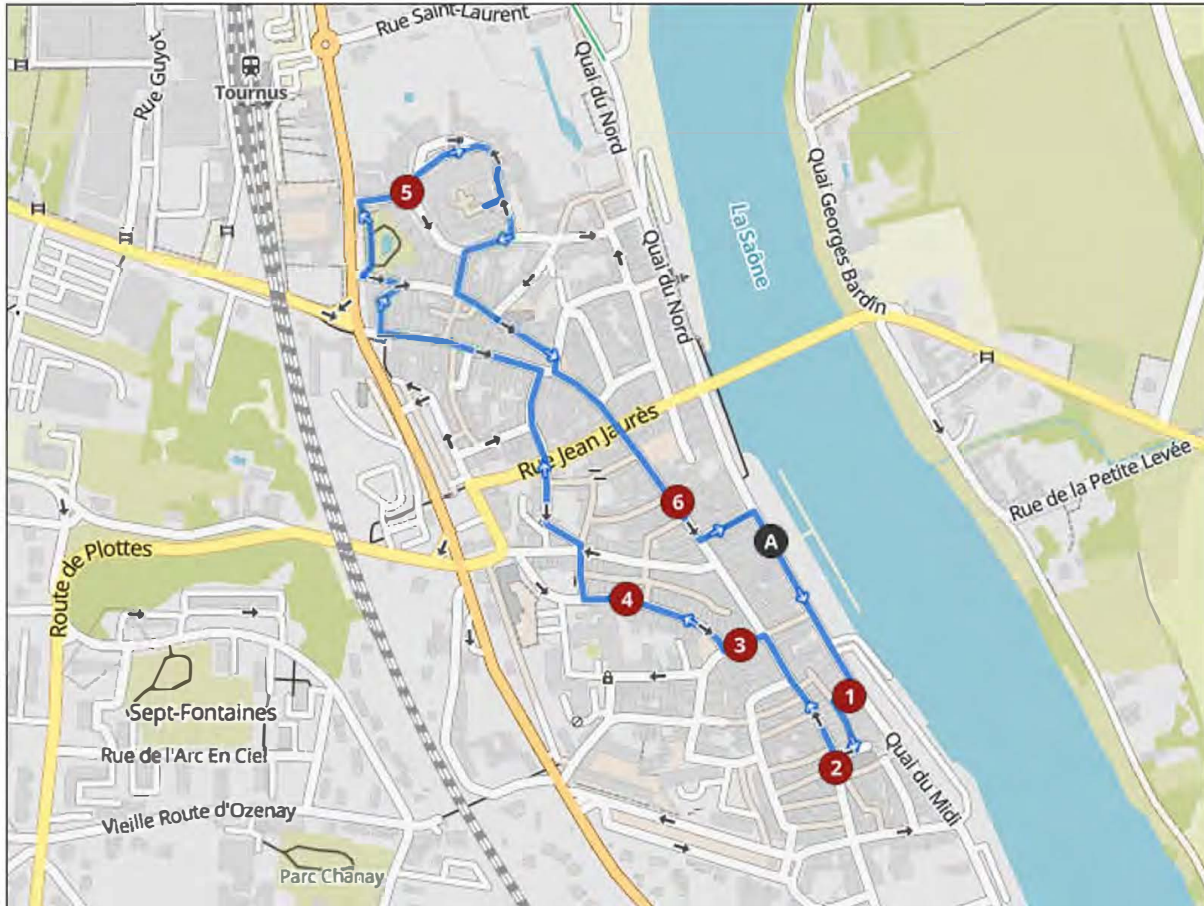 Rue Saint-Laurent
Rue Guyot
Tournus
Quai du Nord
Quai Georges Bardin
La Saône
5
Quai du Nord
Rue Jean Jaurès
Rue de la Petite Levée
6
A
Route de Plottes
4
3
1
Sept-Fontaines
Rue de l'Arc En Ciel
2
Quai du Midi
Vieille Route d'Ozenay
Parc Chanay